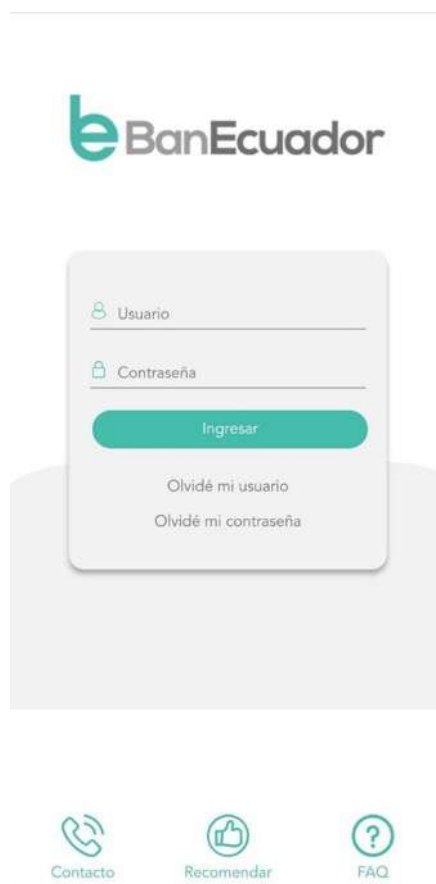 BanEcuador
Usuario
Contraseña
Ingresar
Olvidé mi usuario
Olvidé mi contraseña
Contacto
Recomendar
FAQ